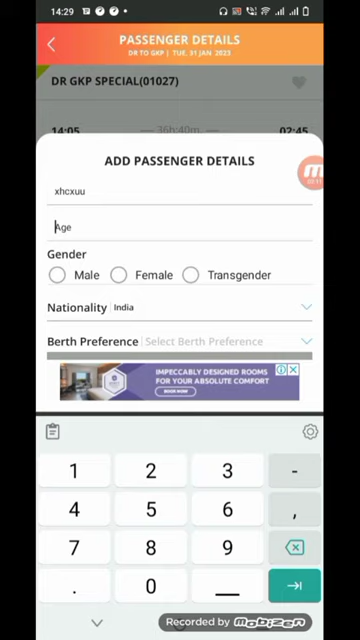 14:29
PASSENGER DETAILS
DR TO GKP | TUE, 31 JAN 2023
DR GKP SPECIAL(01027)
14:05 36h:40m 02:45
ADD PASSENGER DETAILS
xhcxuu
Age
Gender
Male Female Transgender
Nationality India
Berth Preference Select Berth Preference
IMPECCABLY DESIGNED ROOMS
FOR YOUR ABSOLUTE COMFORT
BOOK NOW
1 2 3 -
4 5 6 ,
7 8 9
. 0
Recorded by mobizen